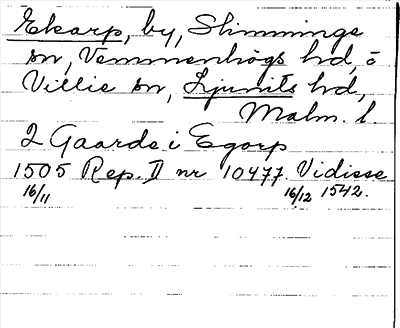 Ekarp, by, Slimminge
sn, Vemmenhögs hd, o
Villie sn, Ljunits hd,
Malm. l
2 Gaarde i Egorp
1505 Rep. II nr 10477. Vidisse
16/11 16/12 1542.